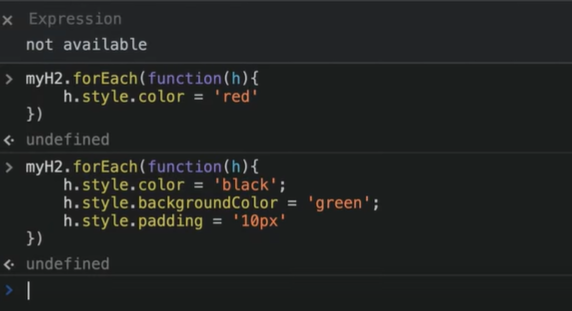 Expression
not available
myH2.forEach(function(h){
    h.style.color = 'red'
})
undefined
myH2.forEach(function(h){
    h.style.color = 'black';
    h.style.backgroundColor = 'green';
    h.style.padding = '10px'
})
undefined